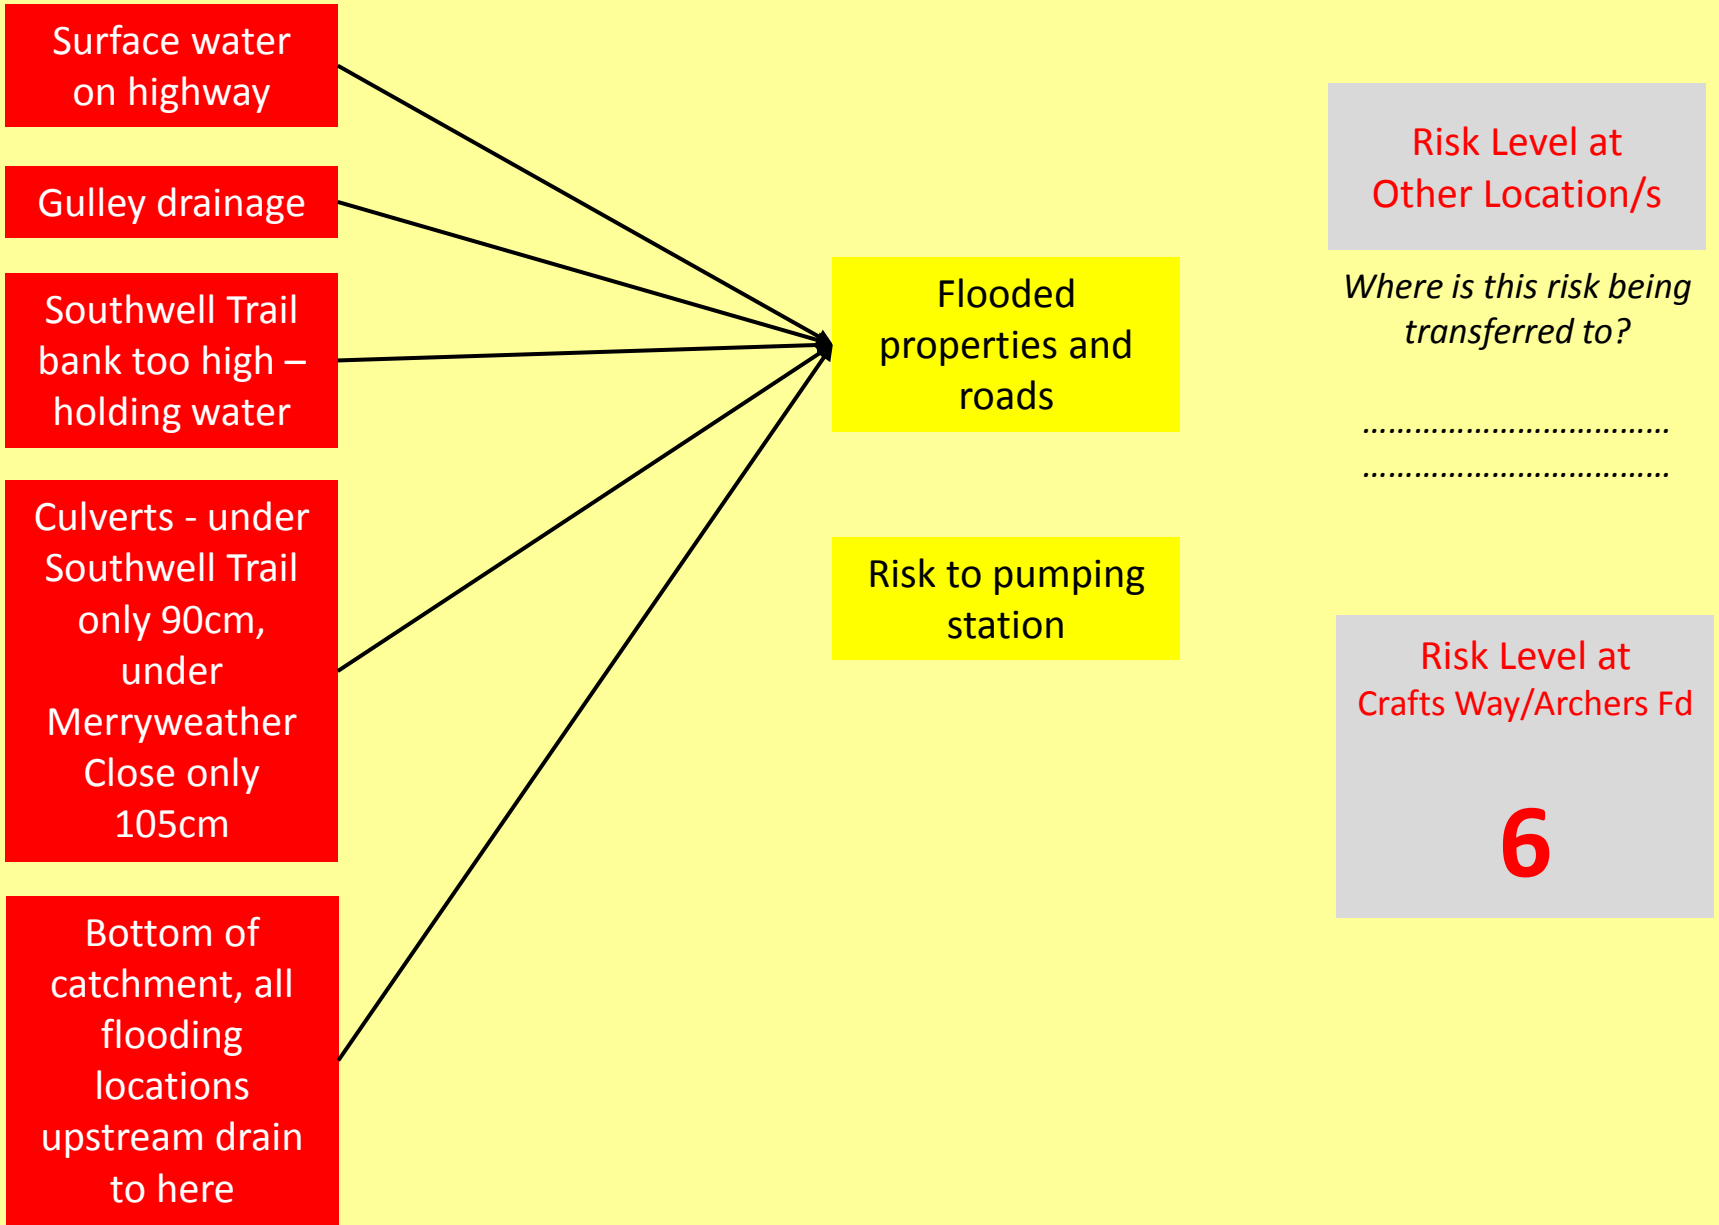 Surface water
on highway
Gulley drainage
Southwell Trail
bank too high –
holding water
Culverts - under
Southwell Trail
only 90cm,
under
Merryweather
Close only
105cm
Bottom of
catchment, all
flooding
locations
upstream drain
to here
Flooded
properties and
roads
Risk to pumping
station
Risk Level at
Other Location/s
Where is this risk being
transferred to?
………………………………
………………………………
Risk Level at
Crafts Way/Archers Fd
6